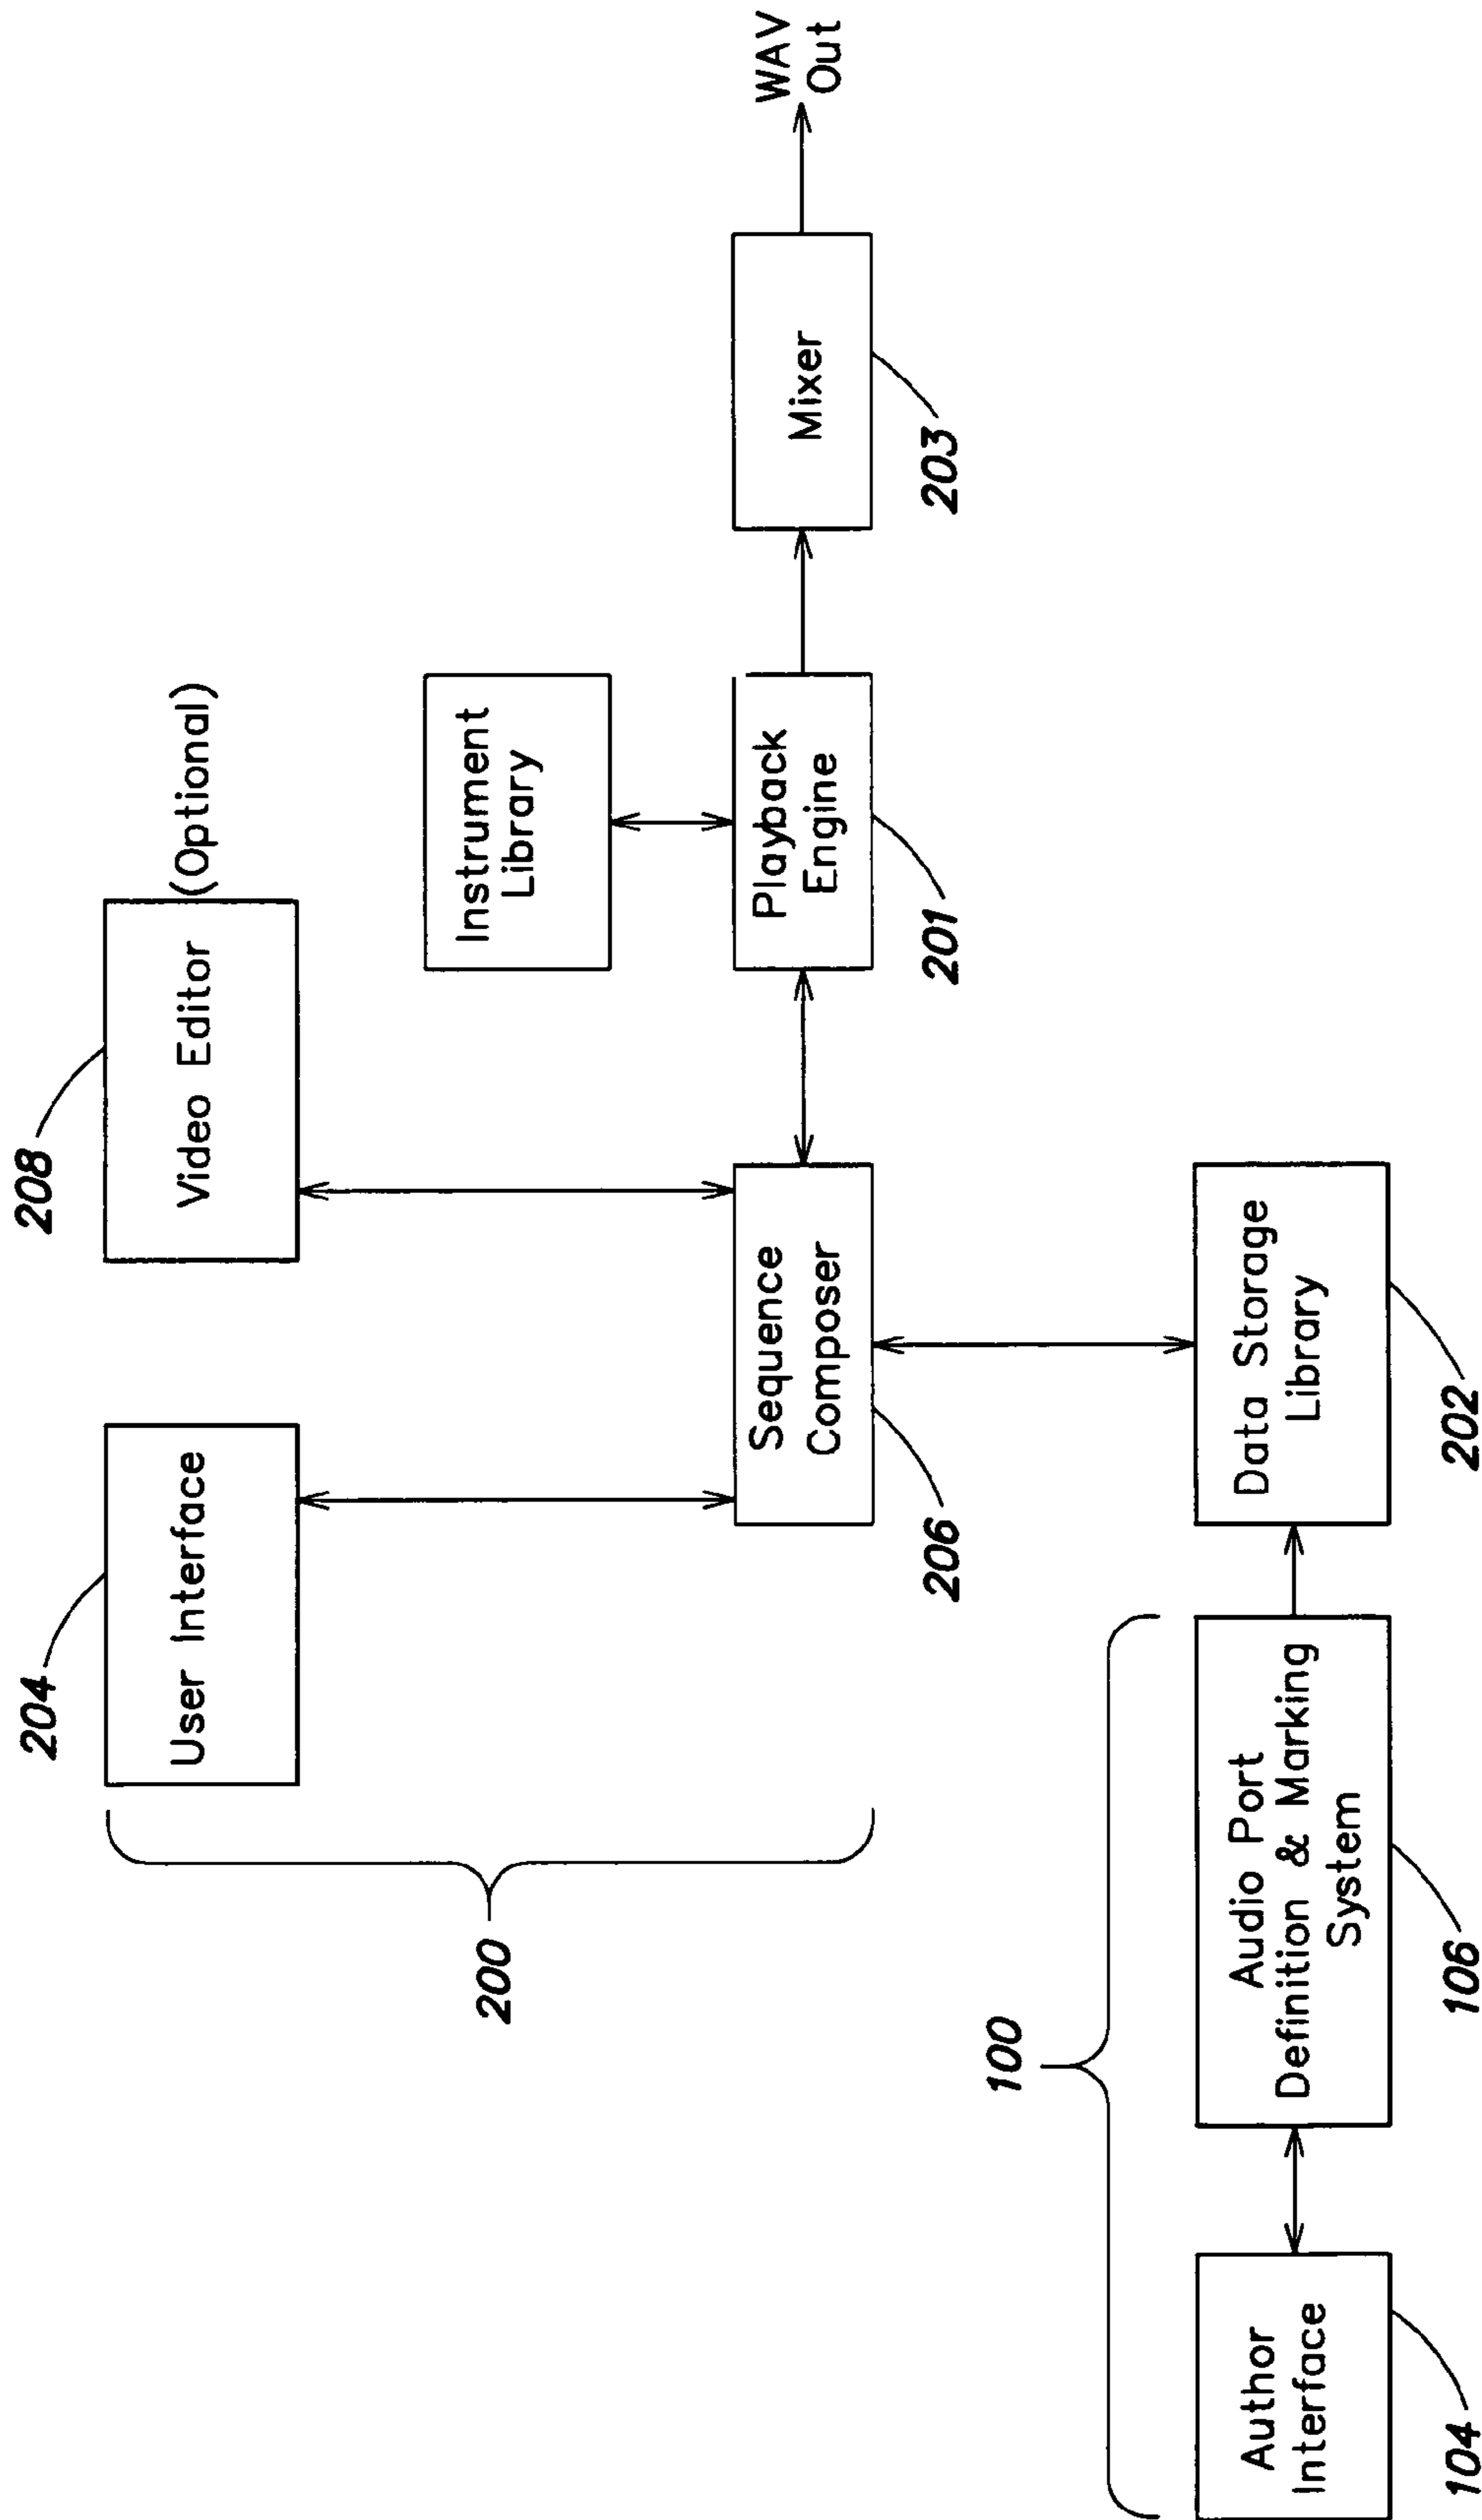 208
Video Editor
(Optional)
204
User Interface
200
Instrument
Library
Sequence
Composer
206
Playback
Engine
201
Mixer
203
WAV
Out
100
Author
Interface
104
Audio Port
Definition & Marking
System
106
Data Storage
Library
202